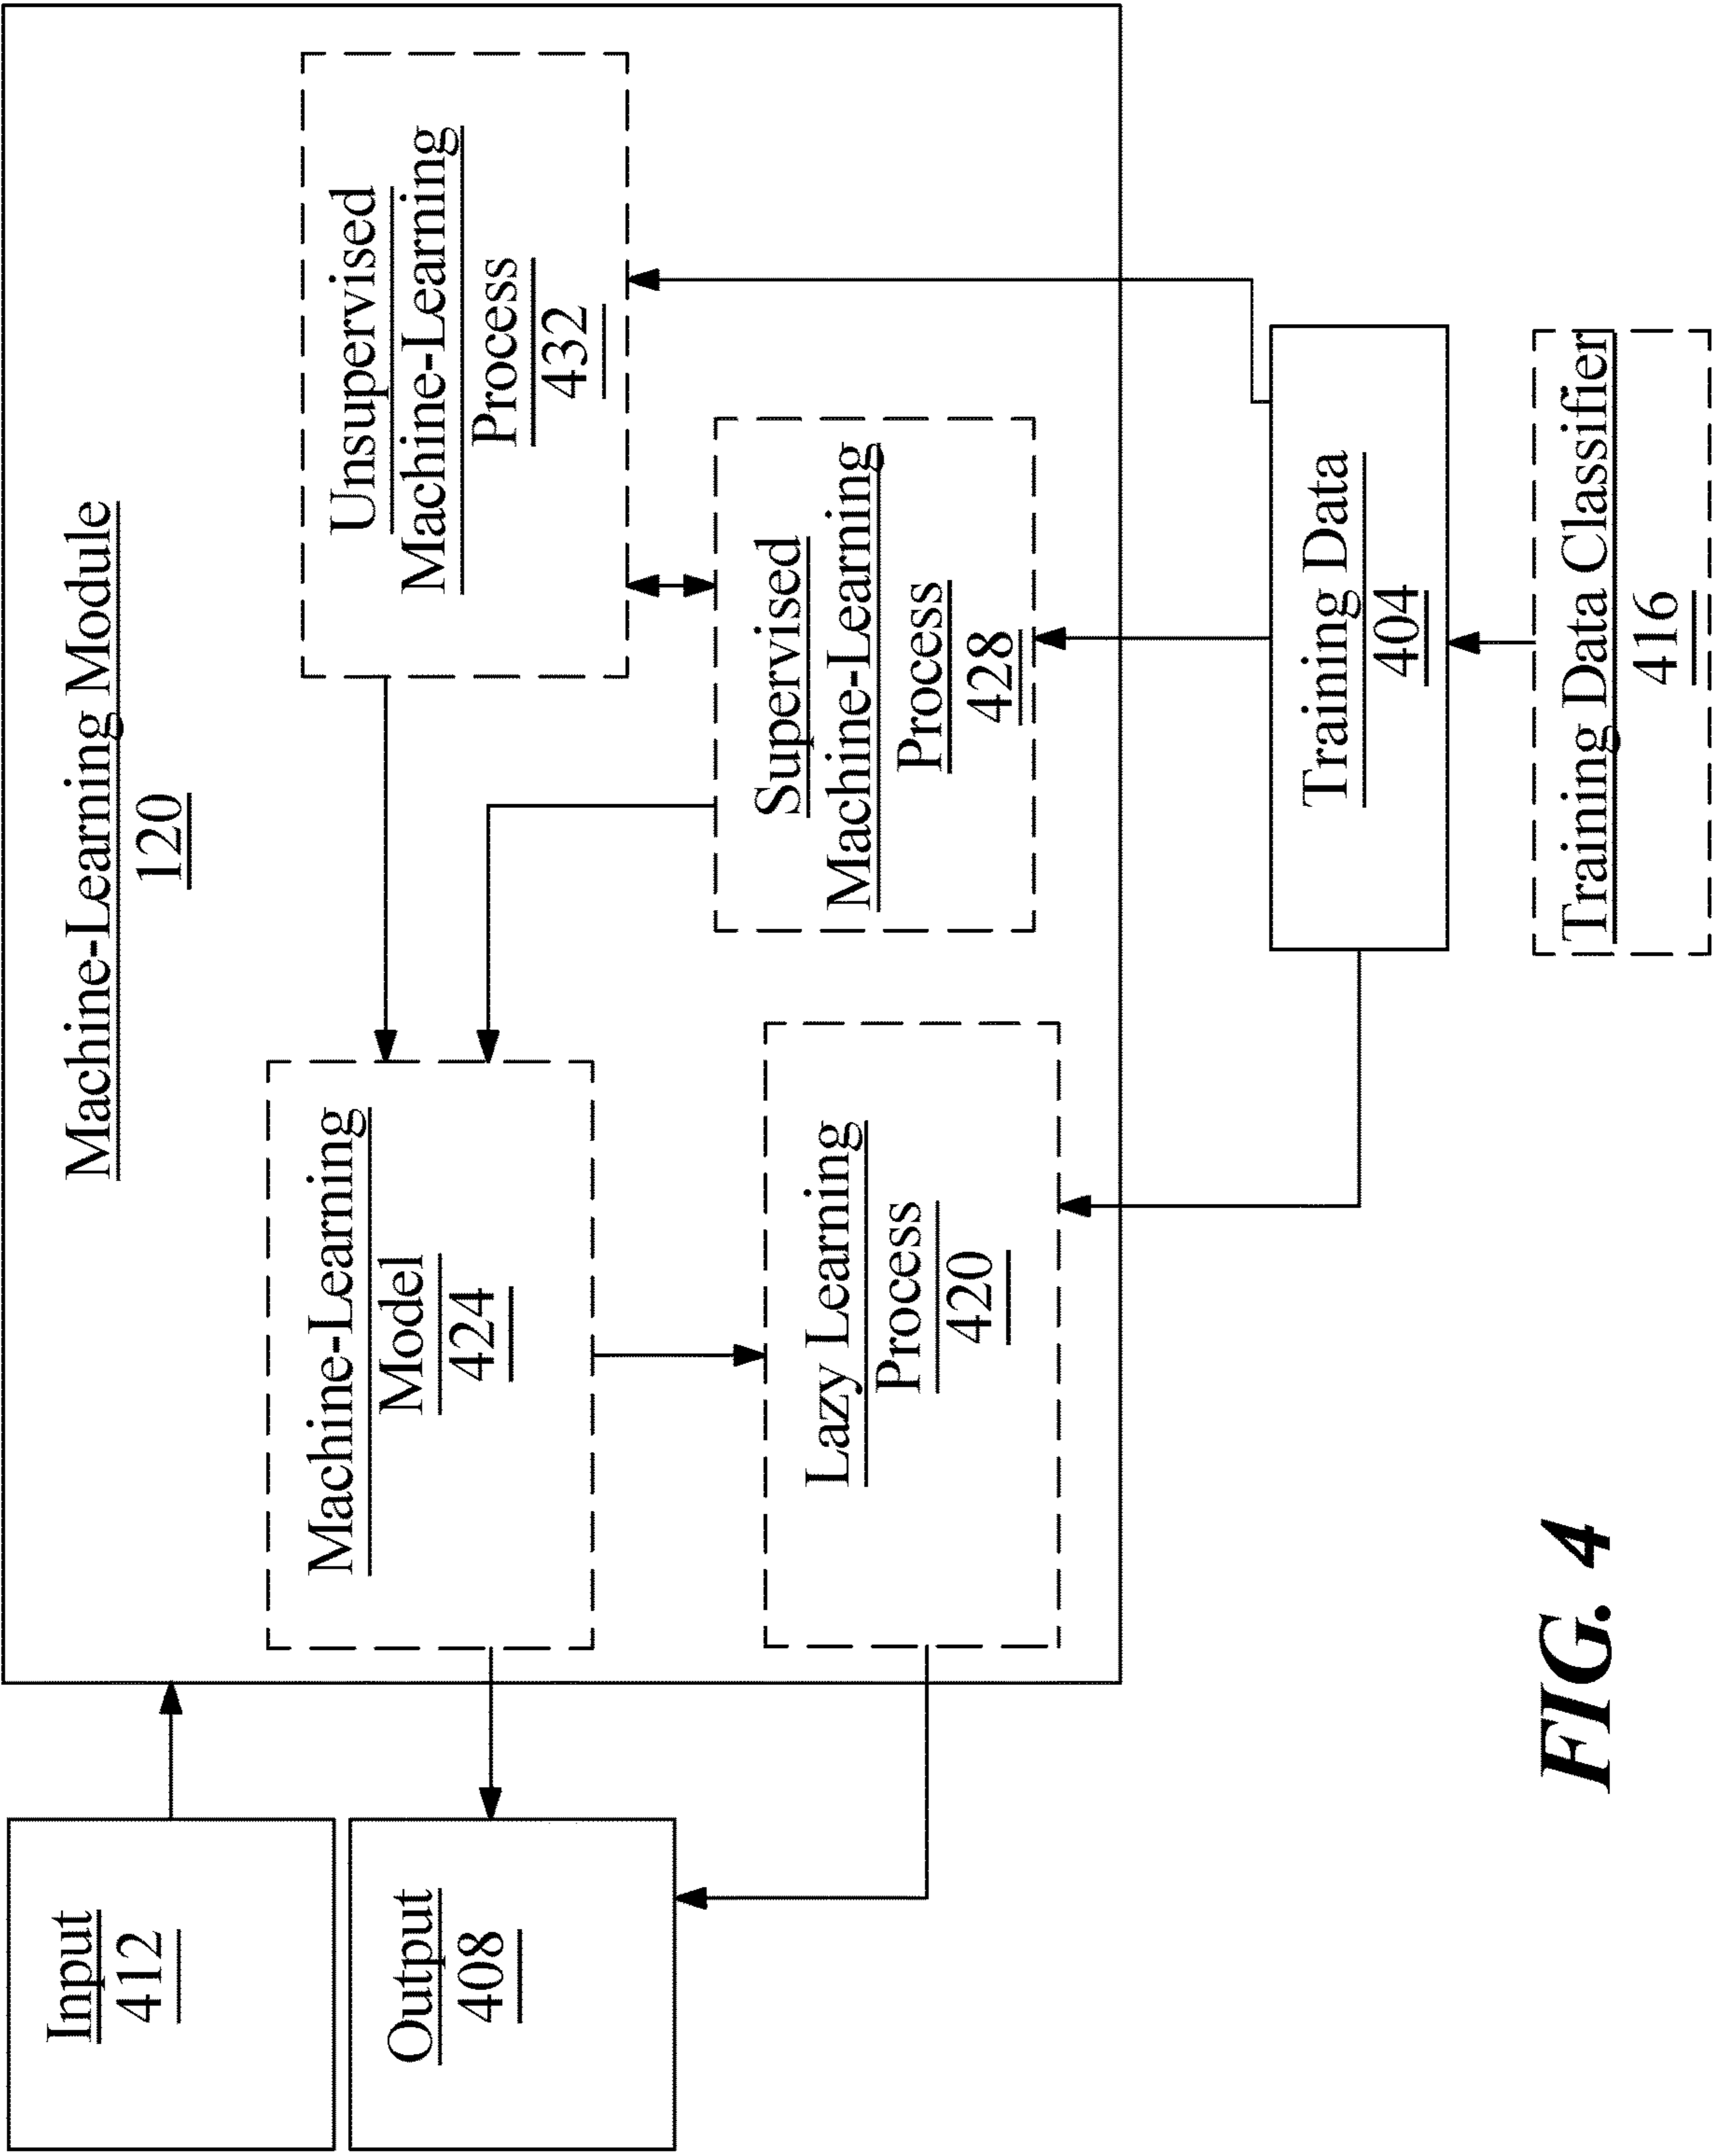 Machine-Learning Module
120
Input
412
Output
408
Machine-Learning
Model
424
Unsupervised
Machine-Learning
Process
432
Lazy Learning
Process
420
Supervised
Machine-Learning
Process
428
Training Data
404
Training Data Classifier
416
FIG. 4